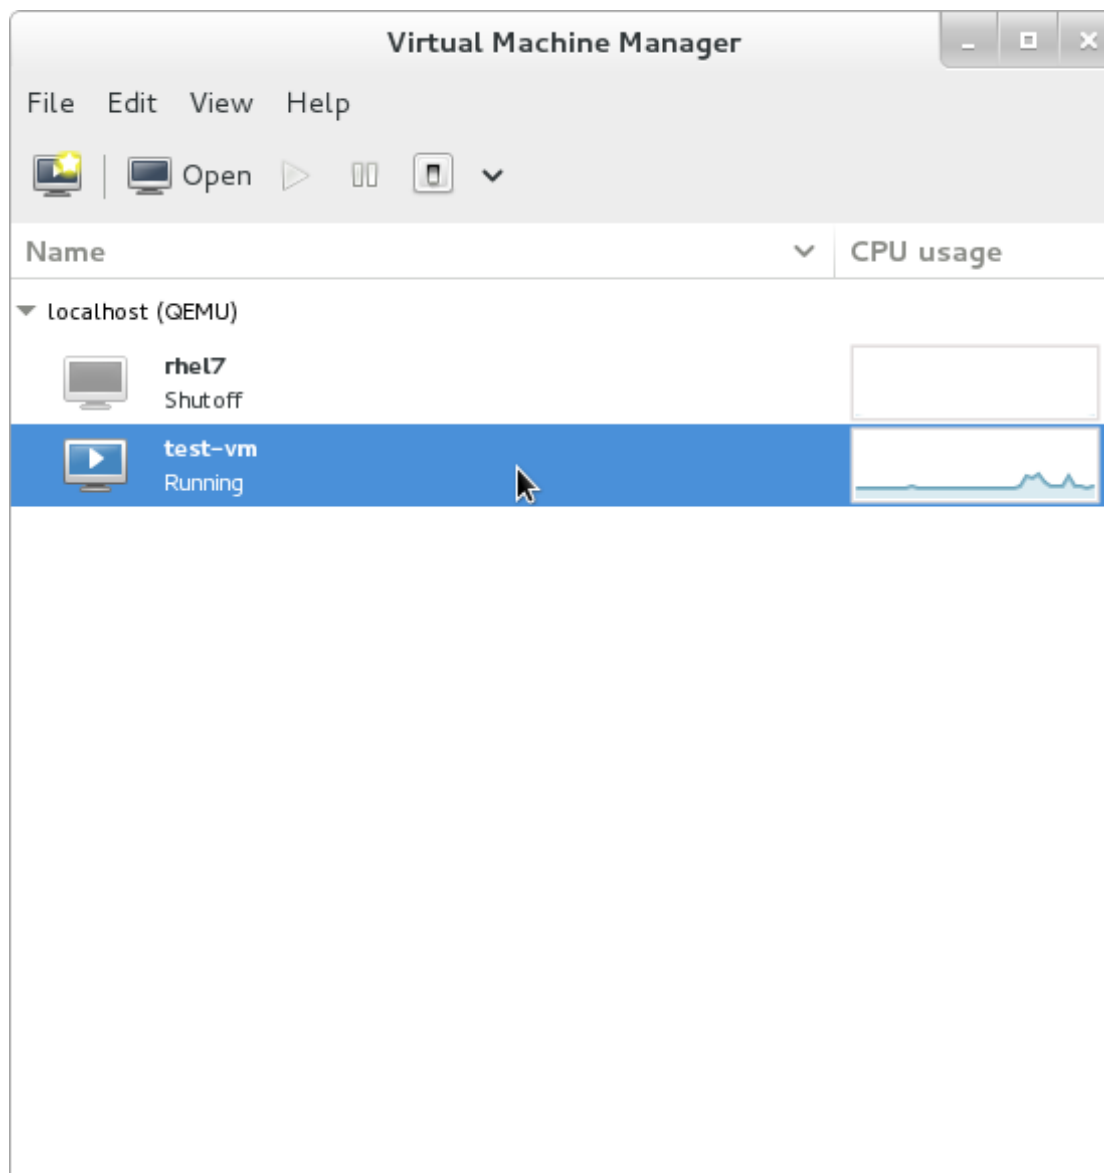 Virtual Machine Manager
File Edit View Help
Open
Name CPU usage
localhost (QEMU)
rhel7
Shutoff
test-vm
Running